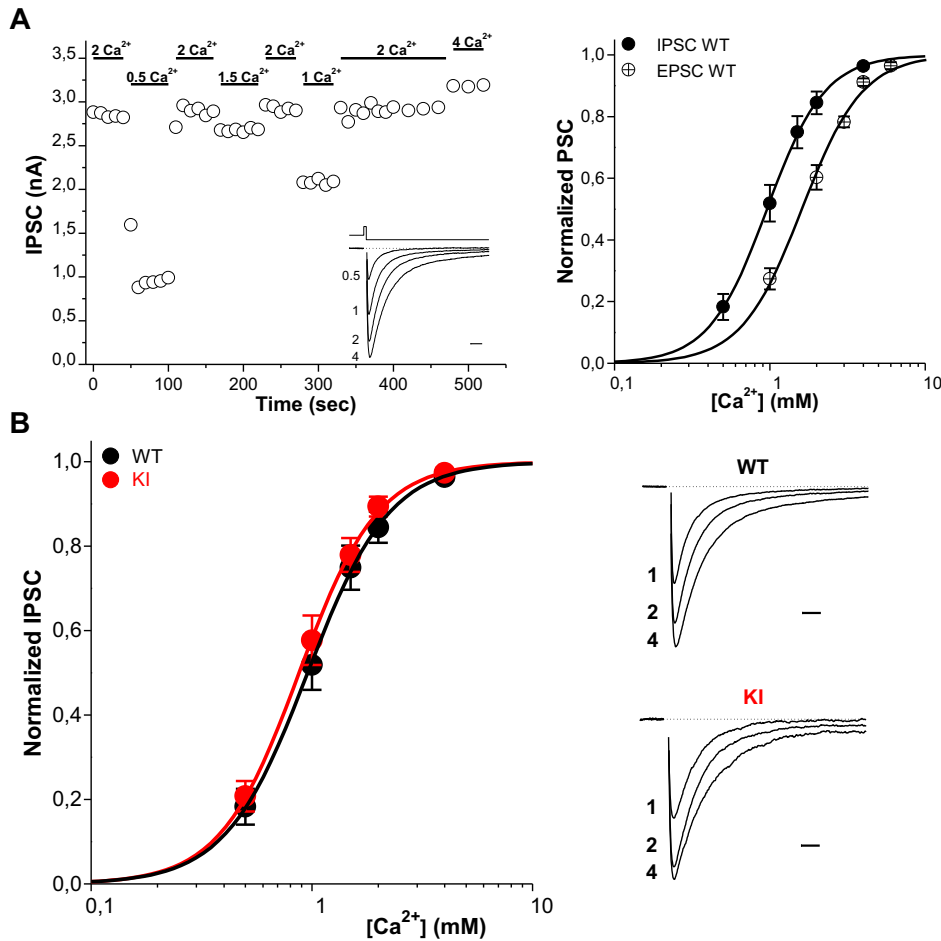 A
2 Ca2+ 2 Ca2+ 2 Ca2+ 2 Ca2+ 4 Ca2+
0.5 Ca2+ 1.5 Ca2+ 1 Ca2+
3,5
3,0
2,5
2,0
1,5
1,0
0,5
0,0
IPSC (nA)
0 100 200 300 400 500
Time (sec)
0.5
1
2
4
IPSC WT
EPSC WT
1,0
0,8
0,6
0,4
0,2
0,0
Normalized PSC
0,1 1 10
[Ca2+] (mM)
B
WT
KI
1,0
0,8
0,6
0,4
0,2
0,0
Normalized IPSC
0,1 1 10
[Ca2+] (mM)
WT
1
2
4
KI
1
2
4